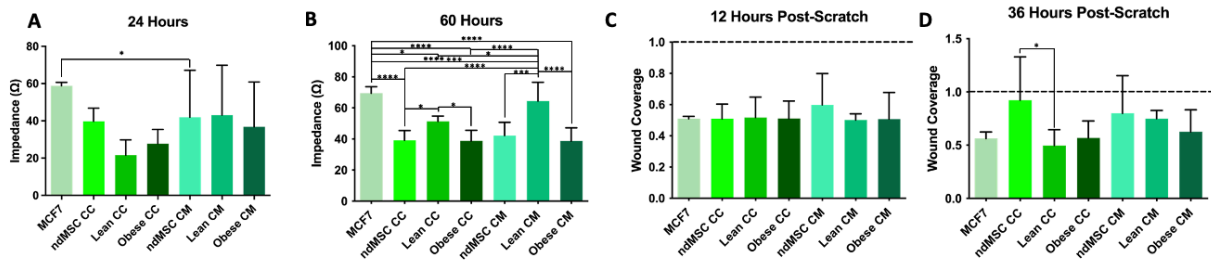 A
24 Hours
Impedance (Ω)
60
40
20
0
*
MCF7
ndMSC CC
Lean CC
Obese CC
ndMSC CM
Lean CM
Obese CM
B
60 Hours
Impedance (Ω)
100
80
60
40
20
0
****
**** ****
* *
**** ***
****
**** *** ****
* *
MCF7
ndMSC CC
Lean CC
Obese CC
ndMSC CM
Lean CM
Obese CM
C
12 Hours Post-Scratch
Wound Coverage
1.0
0.8
0.6
0.4
0.2
0.0
MCF7
ndMSC CC
Lean CC
Obese CC
ndMSC CM
Lean CM
Obese CM
D
36 Hours Post-Scratch
Wound Coverage
1.5
1.0
0.5
0.0
*
MCF7
ndMSC CC
Lean CC
Obese CC
ndMSC CM
Lean CM
Obese CM